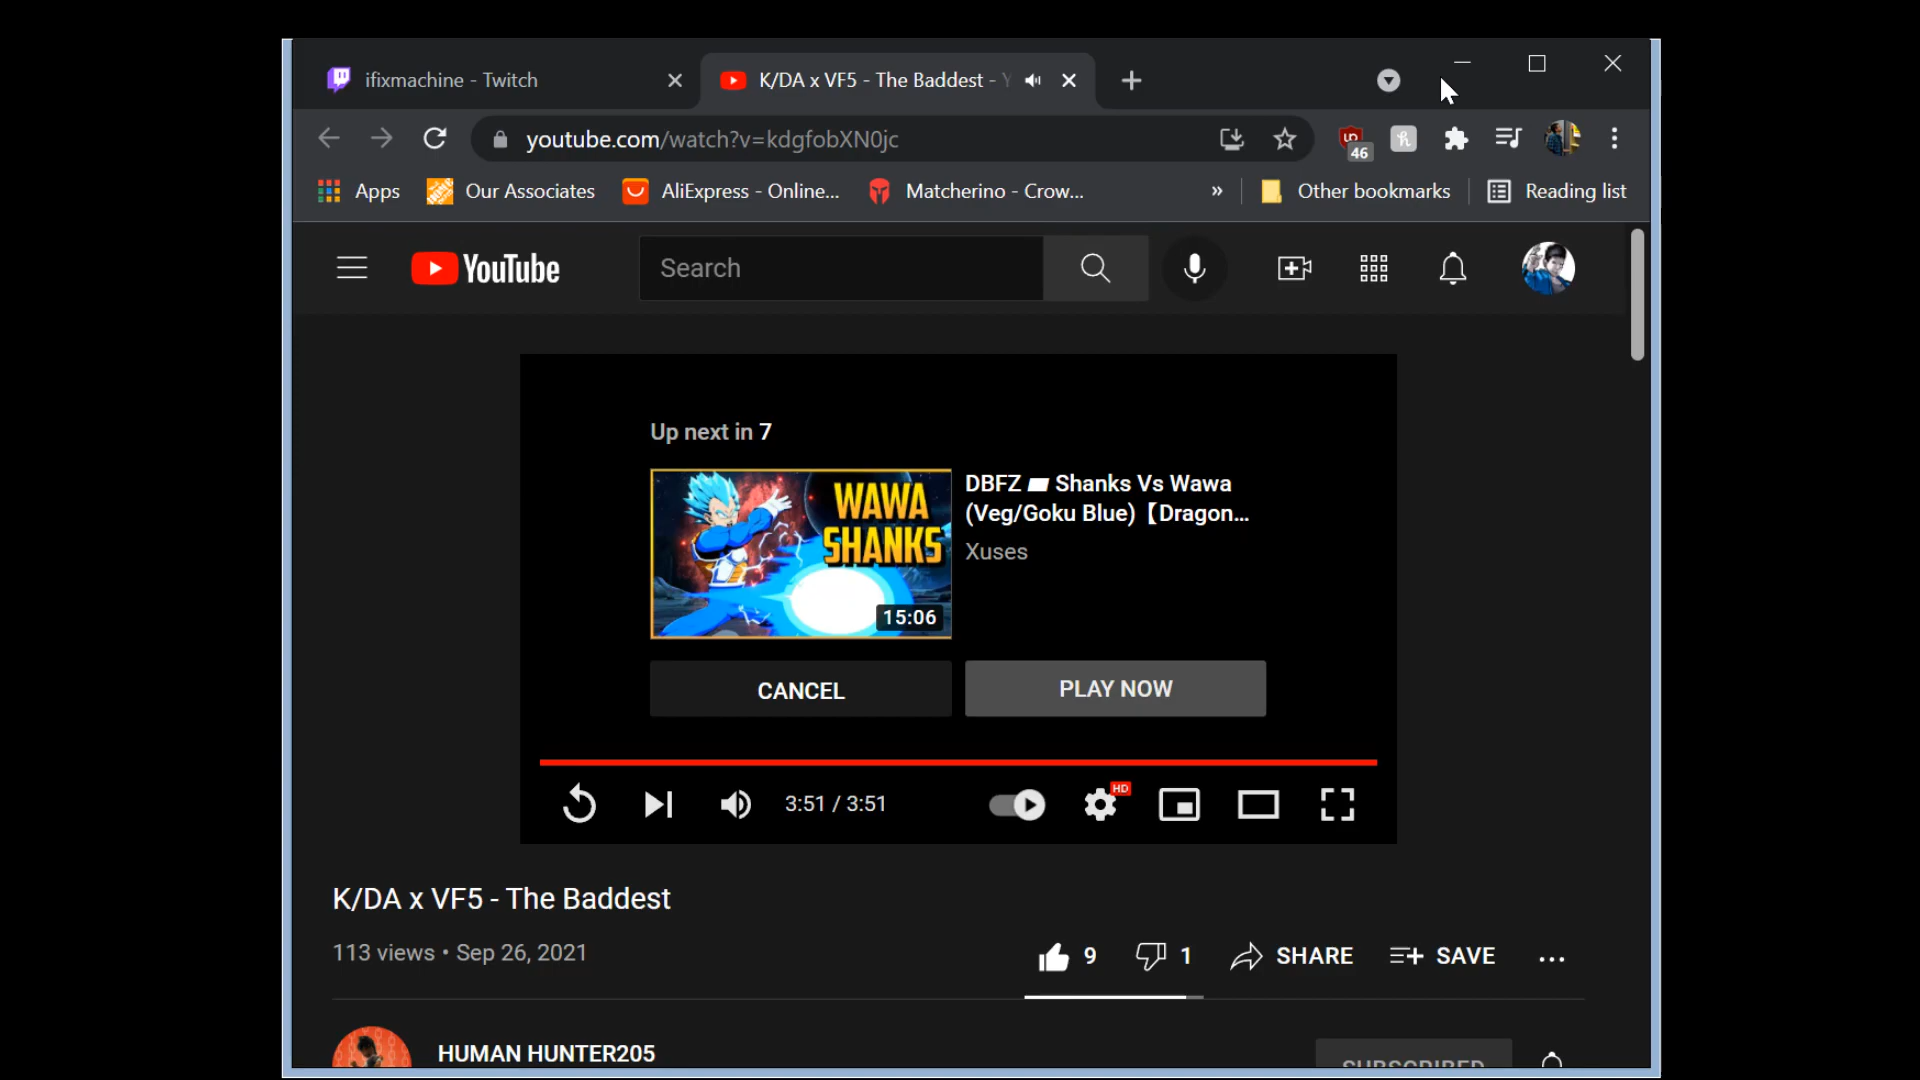 ifixmachine - Twitch
K/DA x VF5 - The Baddest - Y
youtube.com/watch?v=kdgfobXN0jc
46
Apps
Our Associates
AliExpress - Online...
Matcherino - Crow...
»
Other bookmarks
Reading list
YouTube
Search
Up next in 7
WAWA
SHANKS
15:06
DBFZ ▰ Shanks Vs Wawa
(Veg/Goku Blue)【Dragon...
Xuses
CANCEL
PLAY NOW
3:51 / 3:51
HD
K/DA x VF5 - The Baddest
113 views • Sep 26, 2021
9
1
SHARE
SAVE
...
HUMAN HUNTER205
SUBSCRIBED